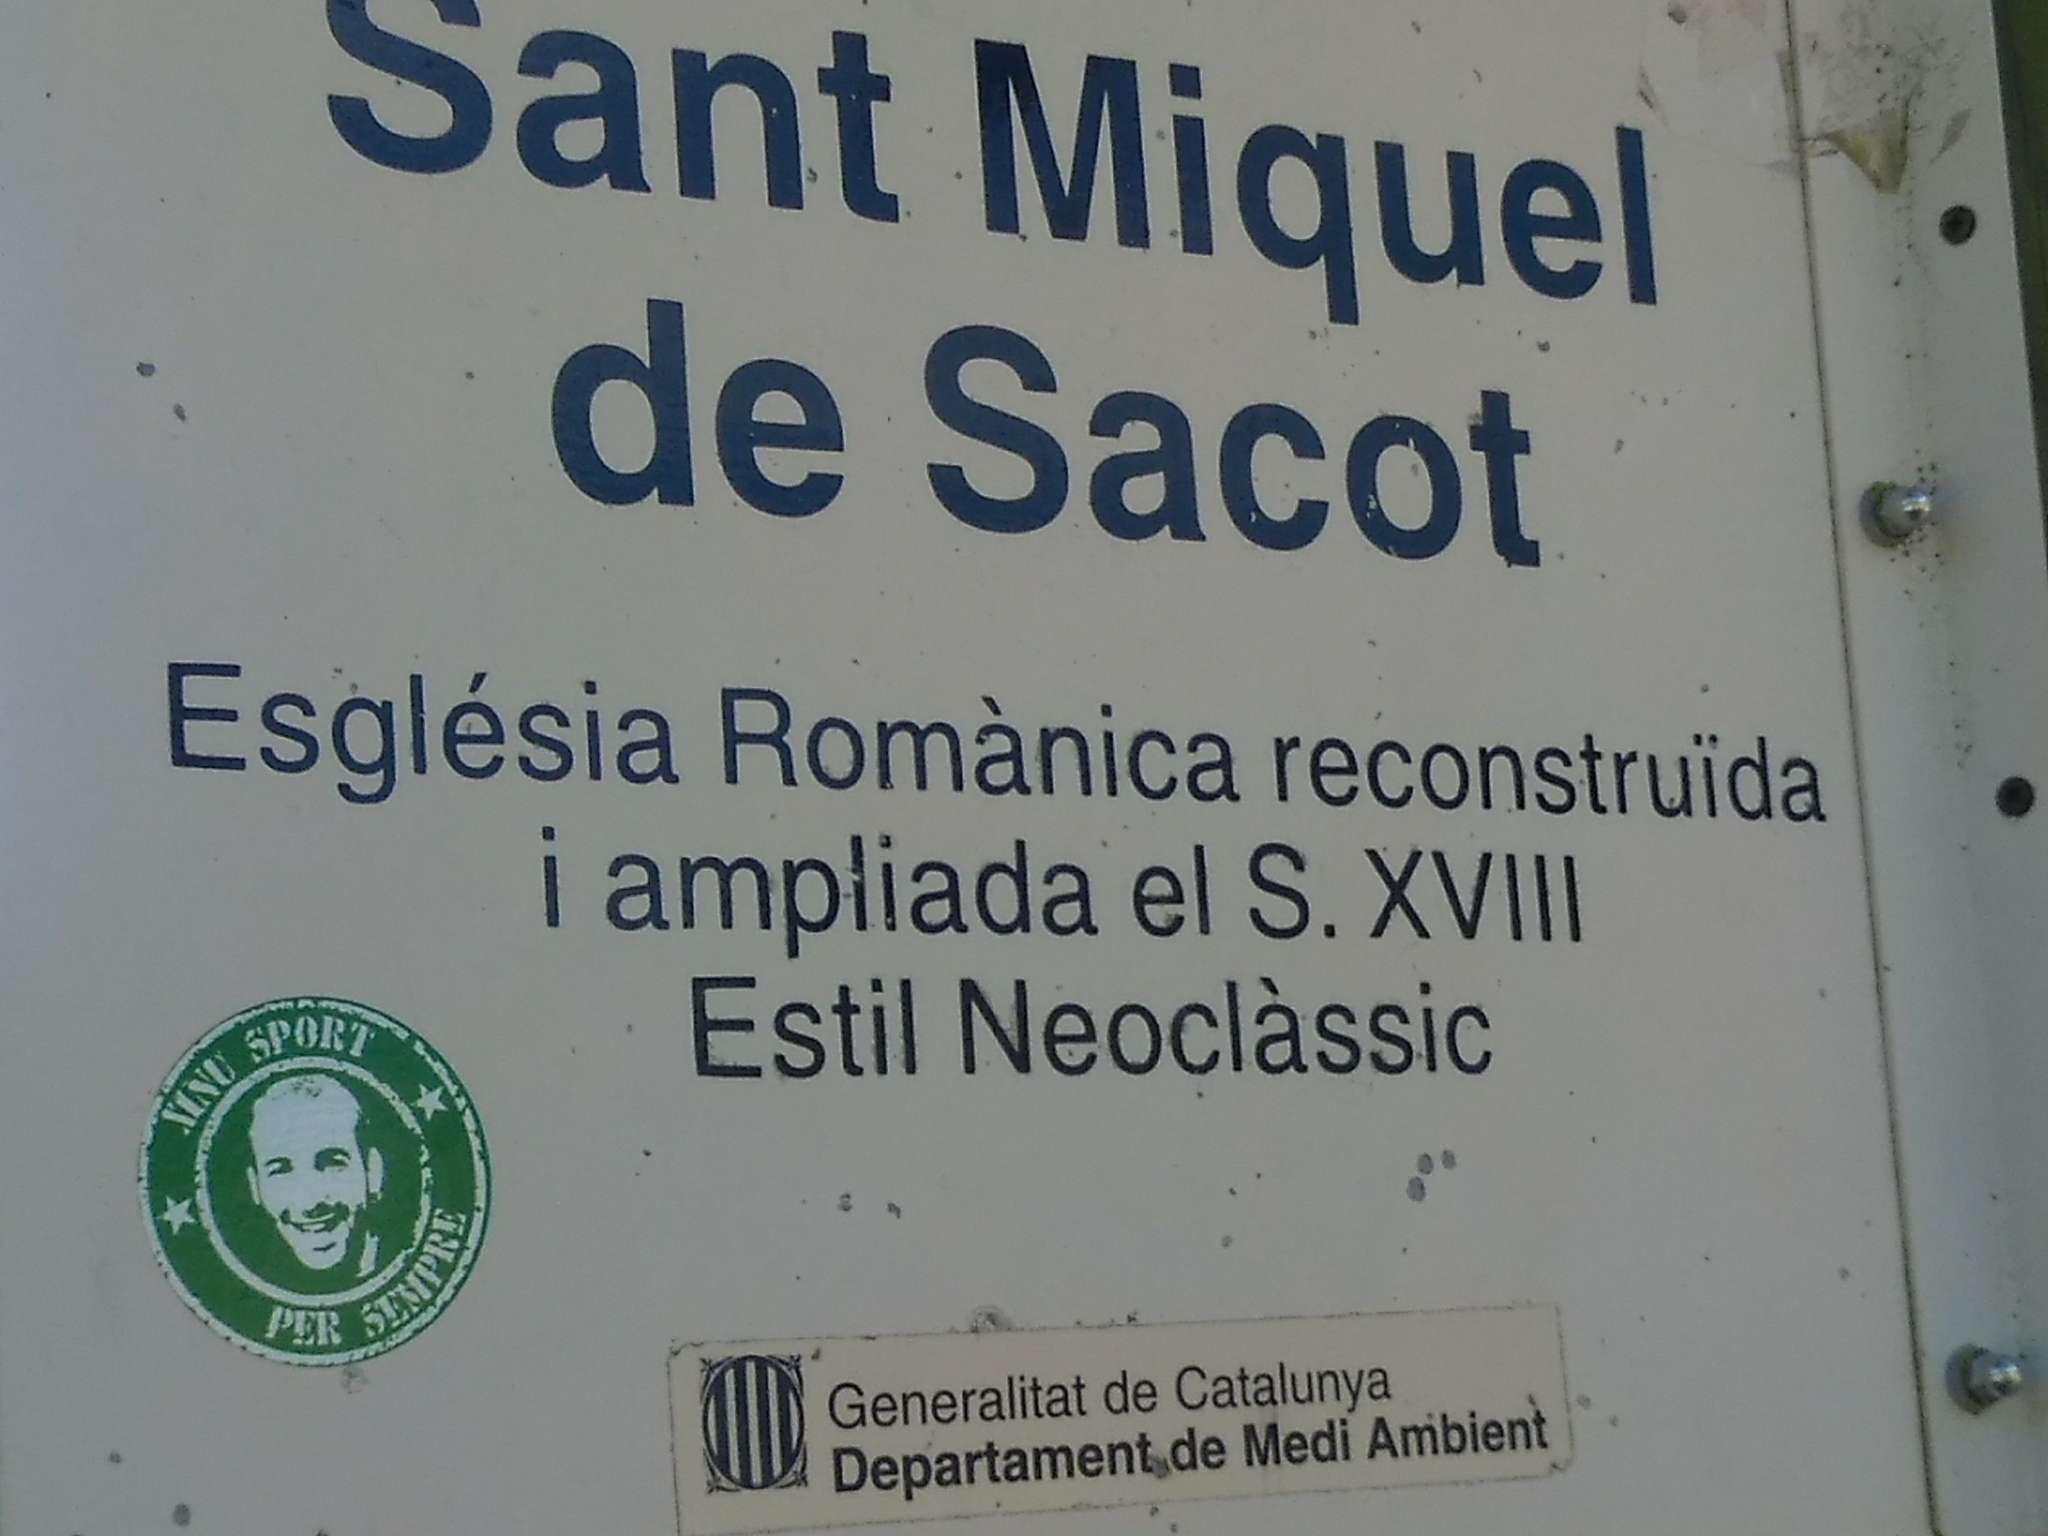 Sant Miquel
de Sacot
Església Romànica reconstruïda
i ampliada el S. XVIII
Estil Neoclàssic
SPORT
PER SEMPRE
Generalitat de Catalunya
Departament de Medi Ambient